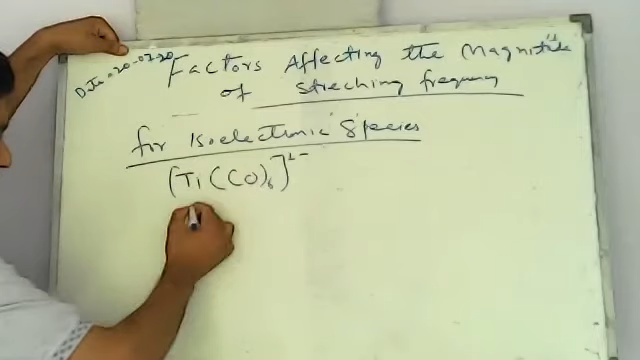 Date = 20-07-20
Factors Affecting the Magnitude
of streching frequency
for Isoelectronic Species
[Ti(CO)6]2-